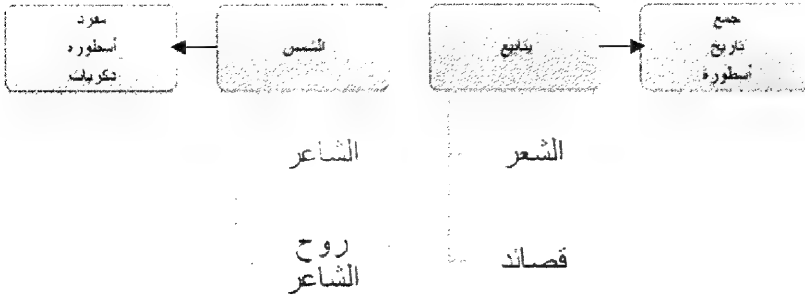 جمع
تاريخ
أسطورة
ينابيع
الشمس
مفرد
أسطورة
ذكريات
الشعر
الشاعر
قصائد
روح
الشاعر